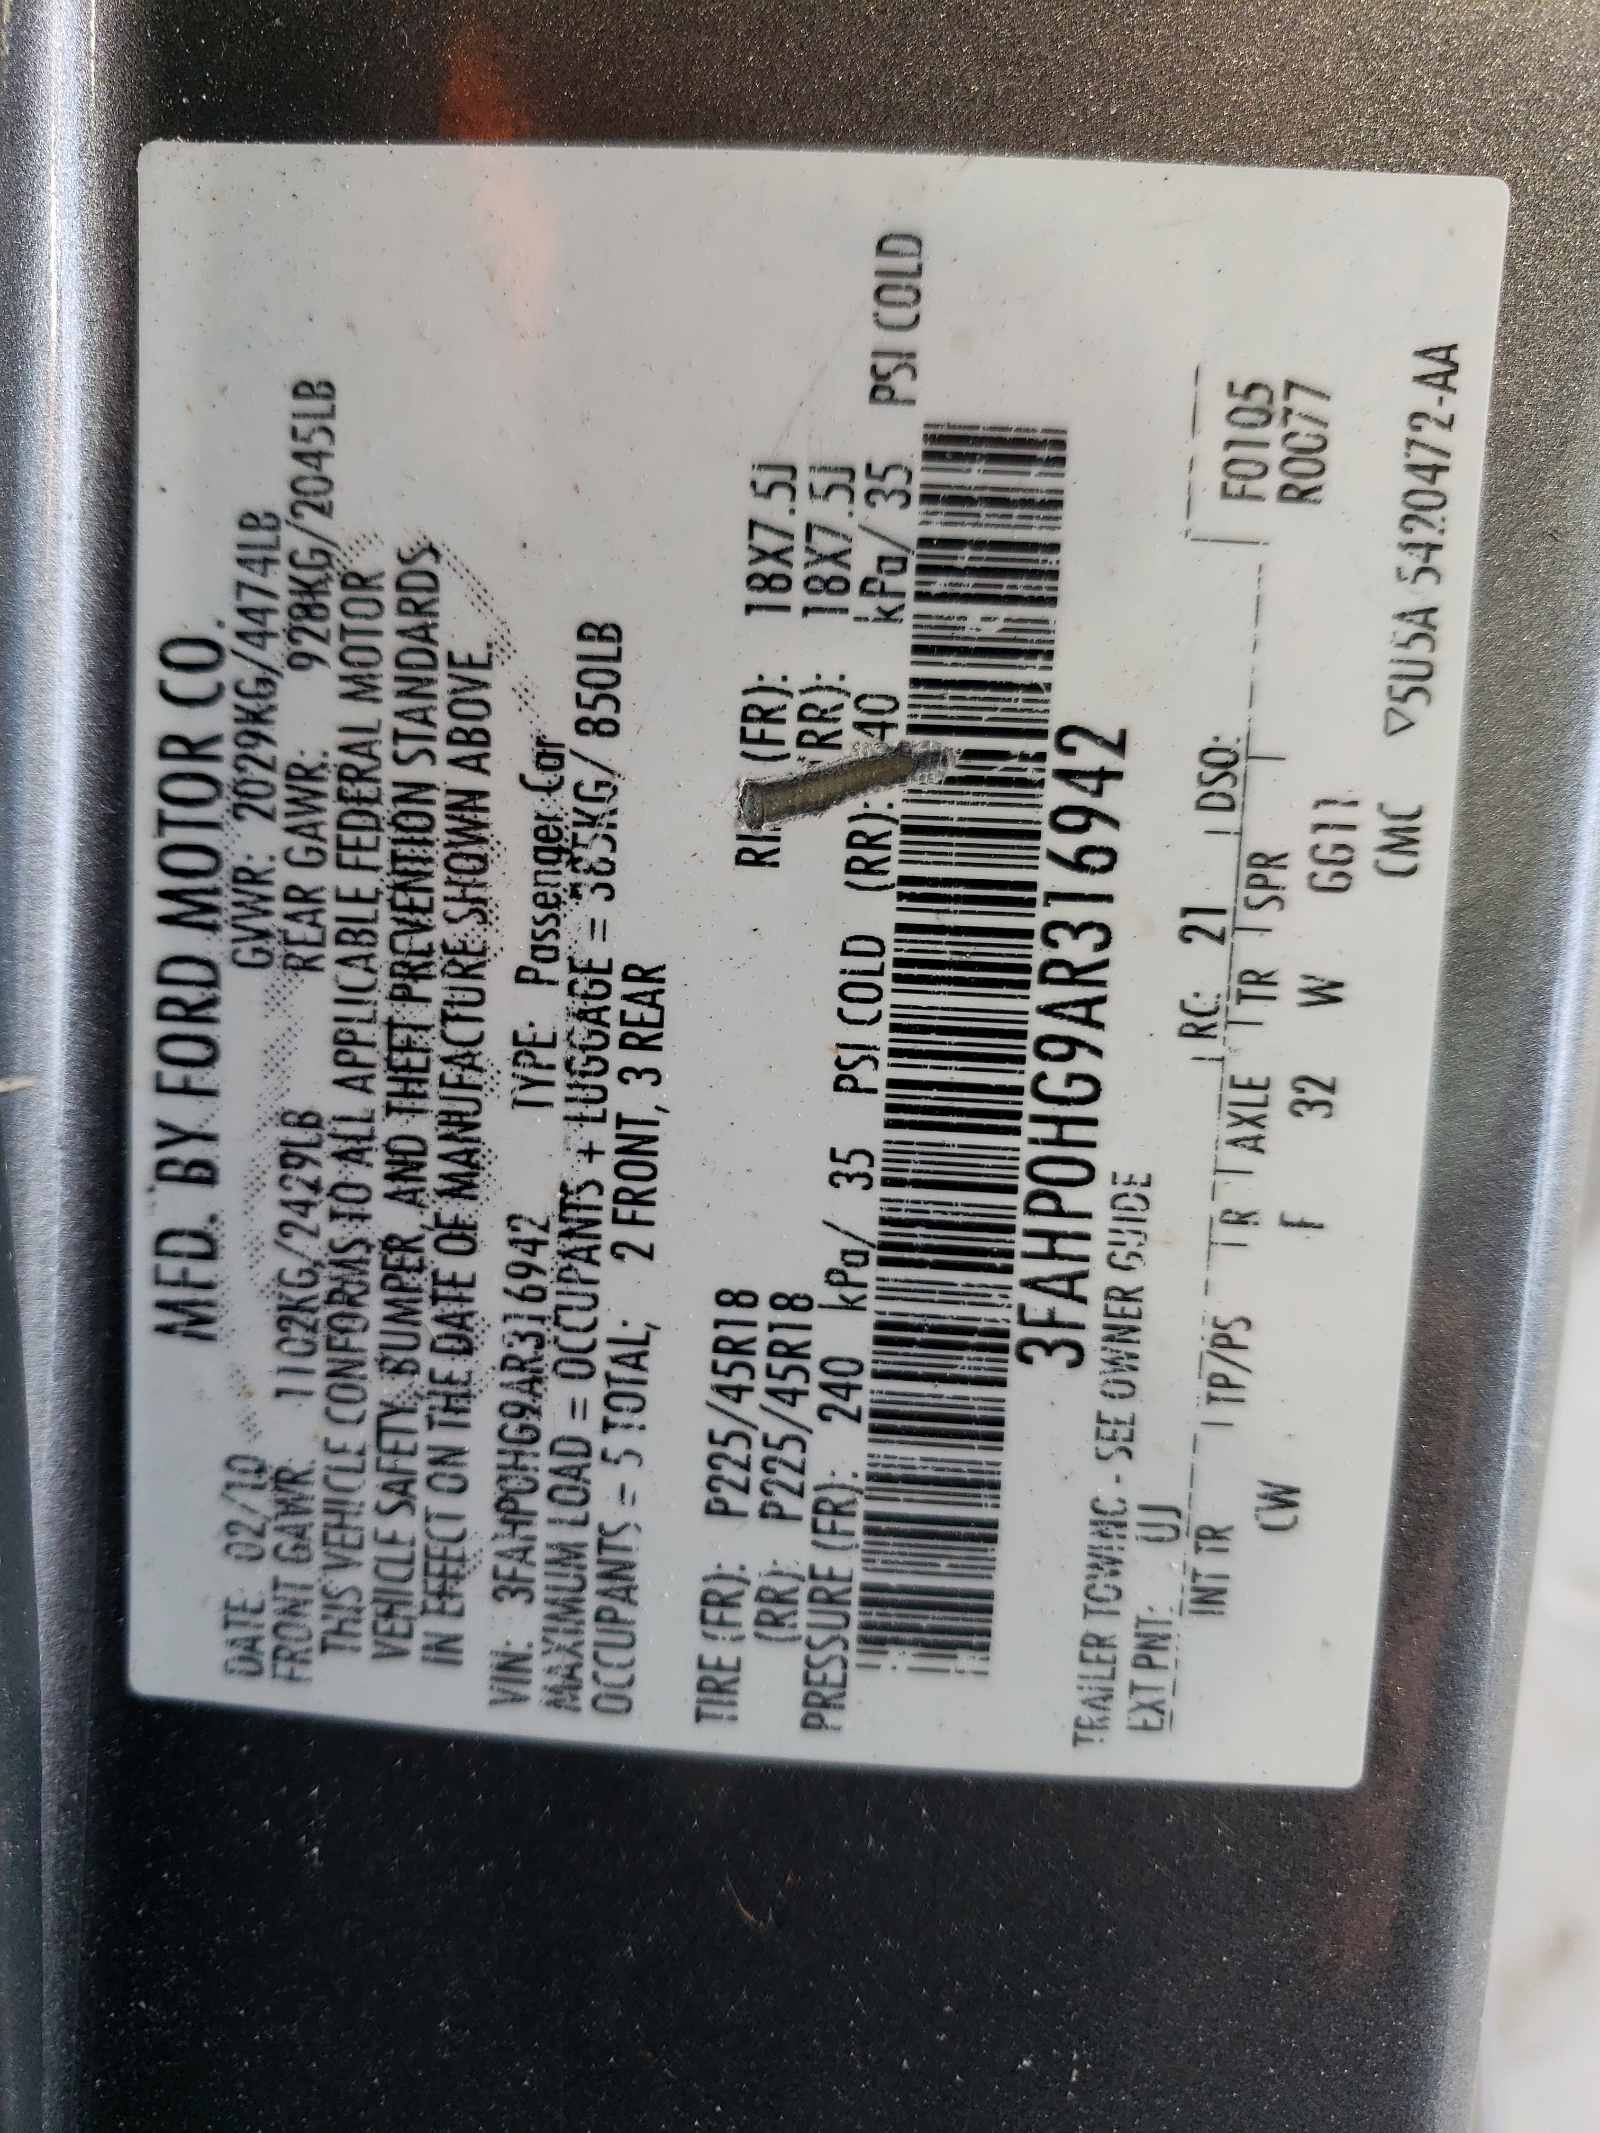 MFD. BY FORD MOTOR CO.
DATE: 02/10 GVWR: 2029KG/4474LB
FRONT GAWR: 1102KG/2429LB REAR GAWR: 928KG/2045LB
THIS VEHICLE CONFORMS TO ALL APPLICABLE FEDERAL MOTOR
VEHICLE SAFETY, BUMPER, AND THEFT PREVENTION STANDARDS
IN EFFECT ON THE DATE OF MANUFACTURE SHOWN ABOVE.
VIN: 3FAHP0HG9AR316942 TYPE: Passenger Car
MAXIMUM LOAD = OCCUPANTS + LUGGAGE = 385KG/ 850LB
OCCUPANTS: = 5 TOTAL; 2 FRONT, 3 REAR
TIRE (FR): P225/45R18 (FR): 18X7.5J
(RR): P225/45R18 RR): 18X7.5J
PRESSURE (FR): 240 kPa/ 35 PSI COLD (RR): 40 kPa/ 35 PSI COLD
3FAHP0HG9AR316942
TRAILER TOWING - SEE OWNER GUIDE
EXT PNT: UJ RC: 21 DSO: F0105
INT TR TP/PS R AXLE TR SPR R0077
CW F 32 W GG11
CMC ▽5U5A 5420472-AA